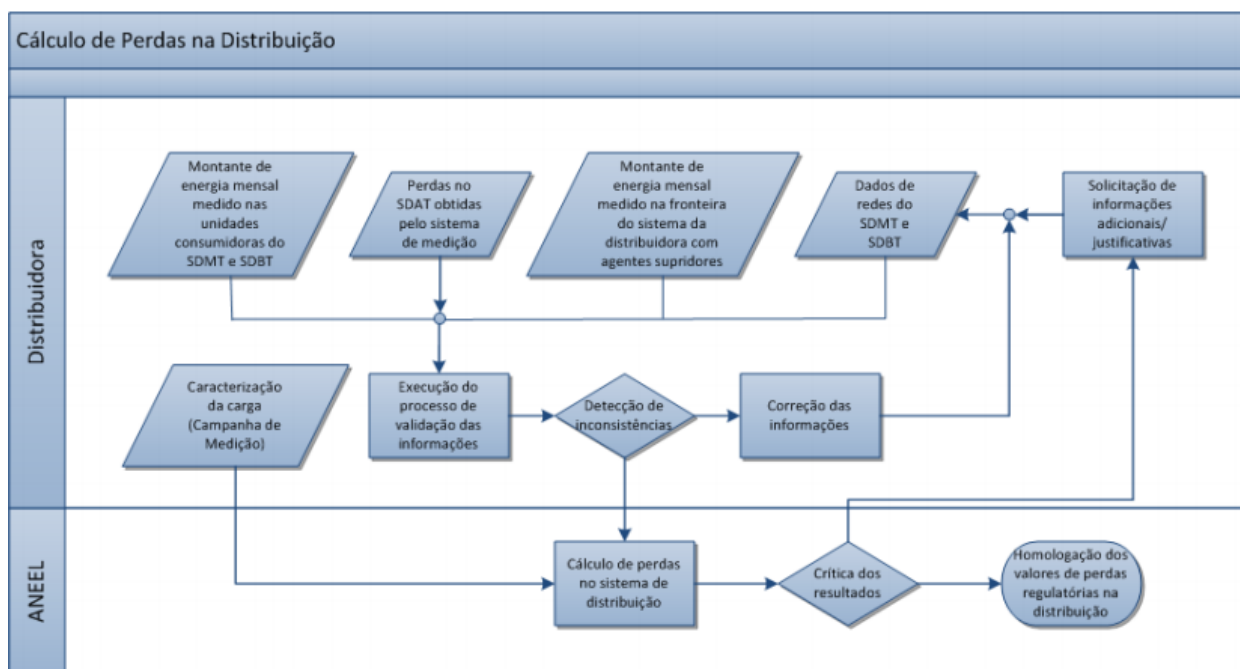 Cálculo de Perdas na Distribuição
Distribuidora
Montante de
energia mensal
medido nas
unidades
consumidoras do
SDMT e SDBT
Perdas no
SDAT obtidas
pelo sistema
de medição
Montante de
energia mensal
medido na fronteira
do sistema da
distribuidora com
agentes supridores
Dados de
redes do
SDMT e
SDBT
Solicitação de
informações
adicionais/
justificativas
Caracterização
da carga
(Campanha de
Medição)
Execução do
processo de
validação das
informações
Detecção de
inconsistências
Correção das
informações
ANEEL
Cálculo de perdas
no sistema de
distribuição
Crítica dos
resultados
Homologação dos
valores de perdas
regulatórias na
distribuição